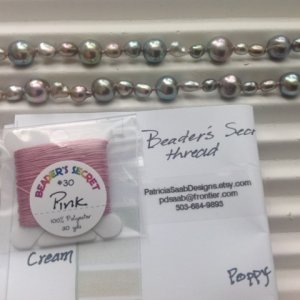 Beader's Sec
thread
PatriciaSaabDesigns.etsy.com
pdsaab@frontier.com
503-684-9893
BEADER'S SECRET
#30
Pink
100% Polyester
30 yds
Cream
Poppy